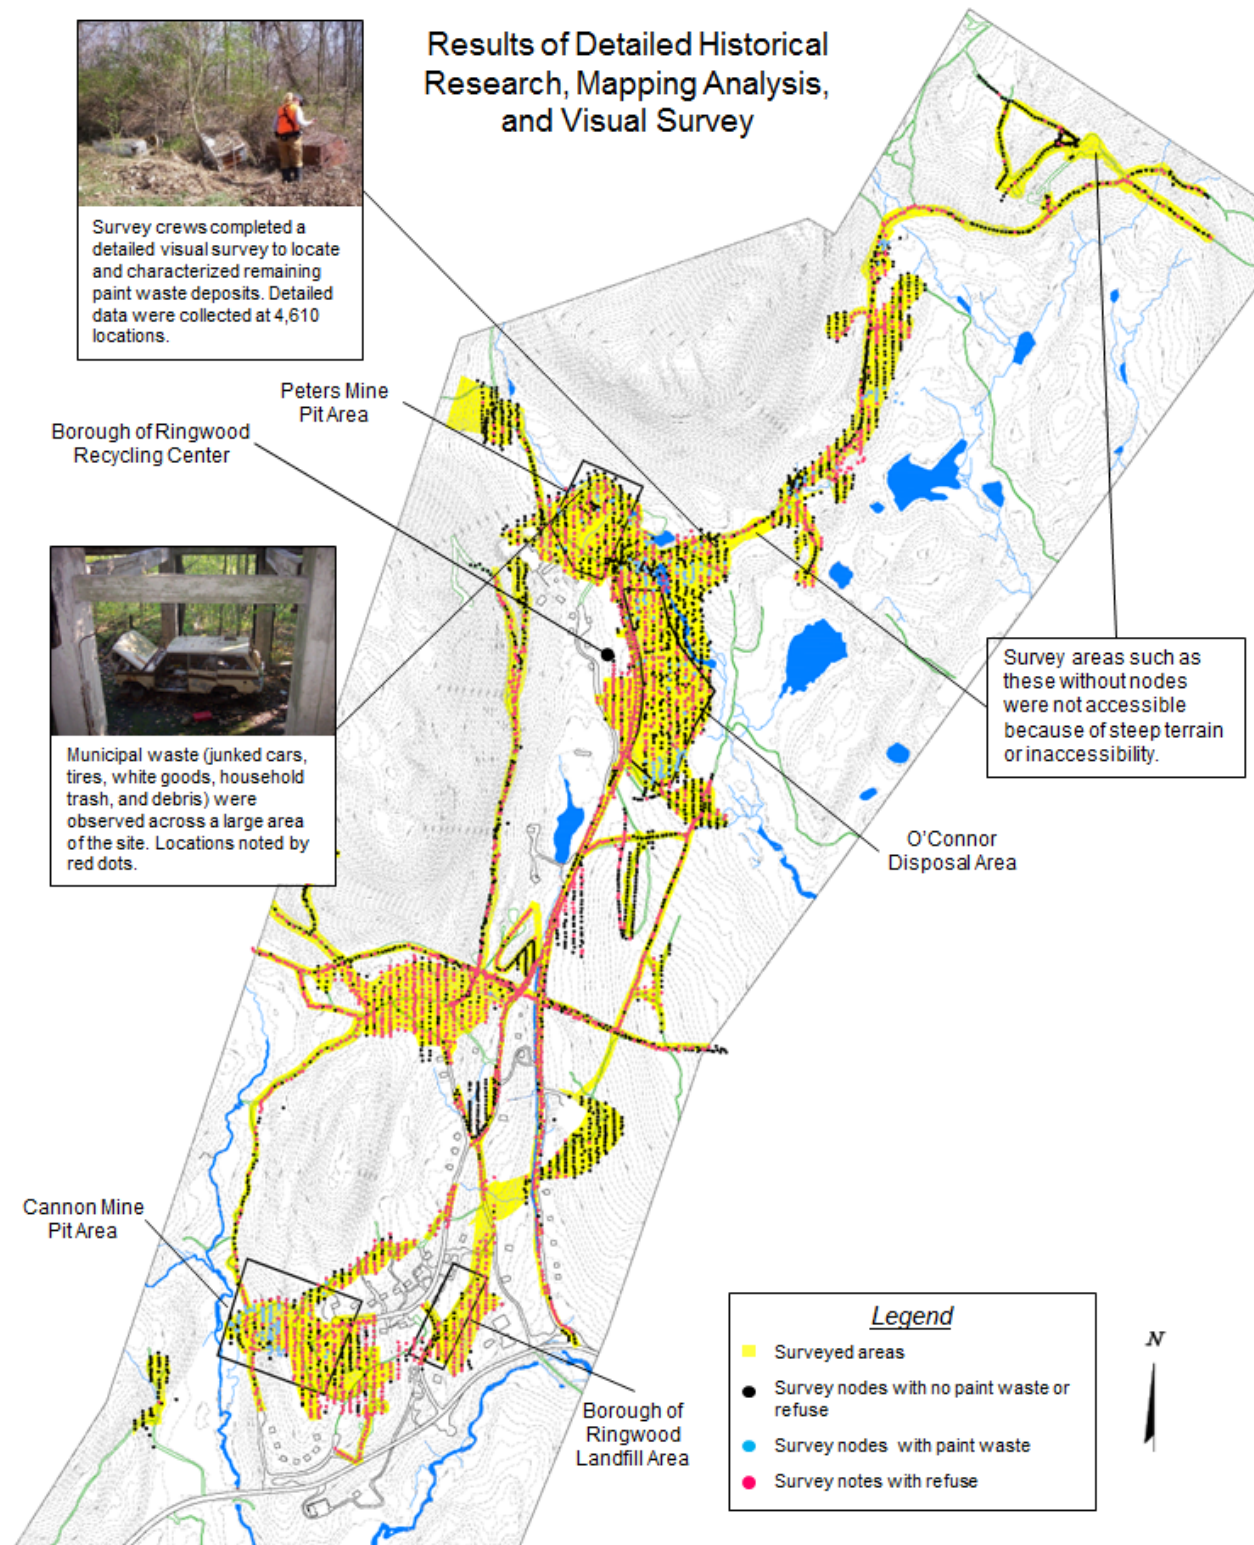 Results of Detailed Historical
Research, Mapping Analysis,
and Visual Survey
Survey crews completed a
detailed visual survey to locate
and characterized remaining
paint waste deposits. Detailed
data were collected at 4,610
locations.
Peters Mine
Pit Area
Borough of Ringwood
Recycling Center
Municipal waste (junked cars,
tires, white goods, household
trash, and debris) were
observed across a large area
of the site. Locations noted by
red dots.
Survey areas such as
these without nodes
were not accessible
because of steep terrain
or inaccessibility.
O'Connor
Disposal Area
Cannon Mine
Pit Area
Borough of
Ringwood
Landfill Area
Legend
Surveyed areas
Survey nodes with no paint waste or
refuse
Survey nodes with paint waste
Survey notes with refuse
N